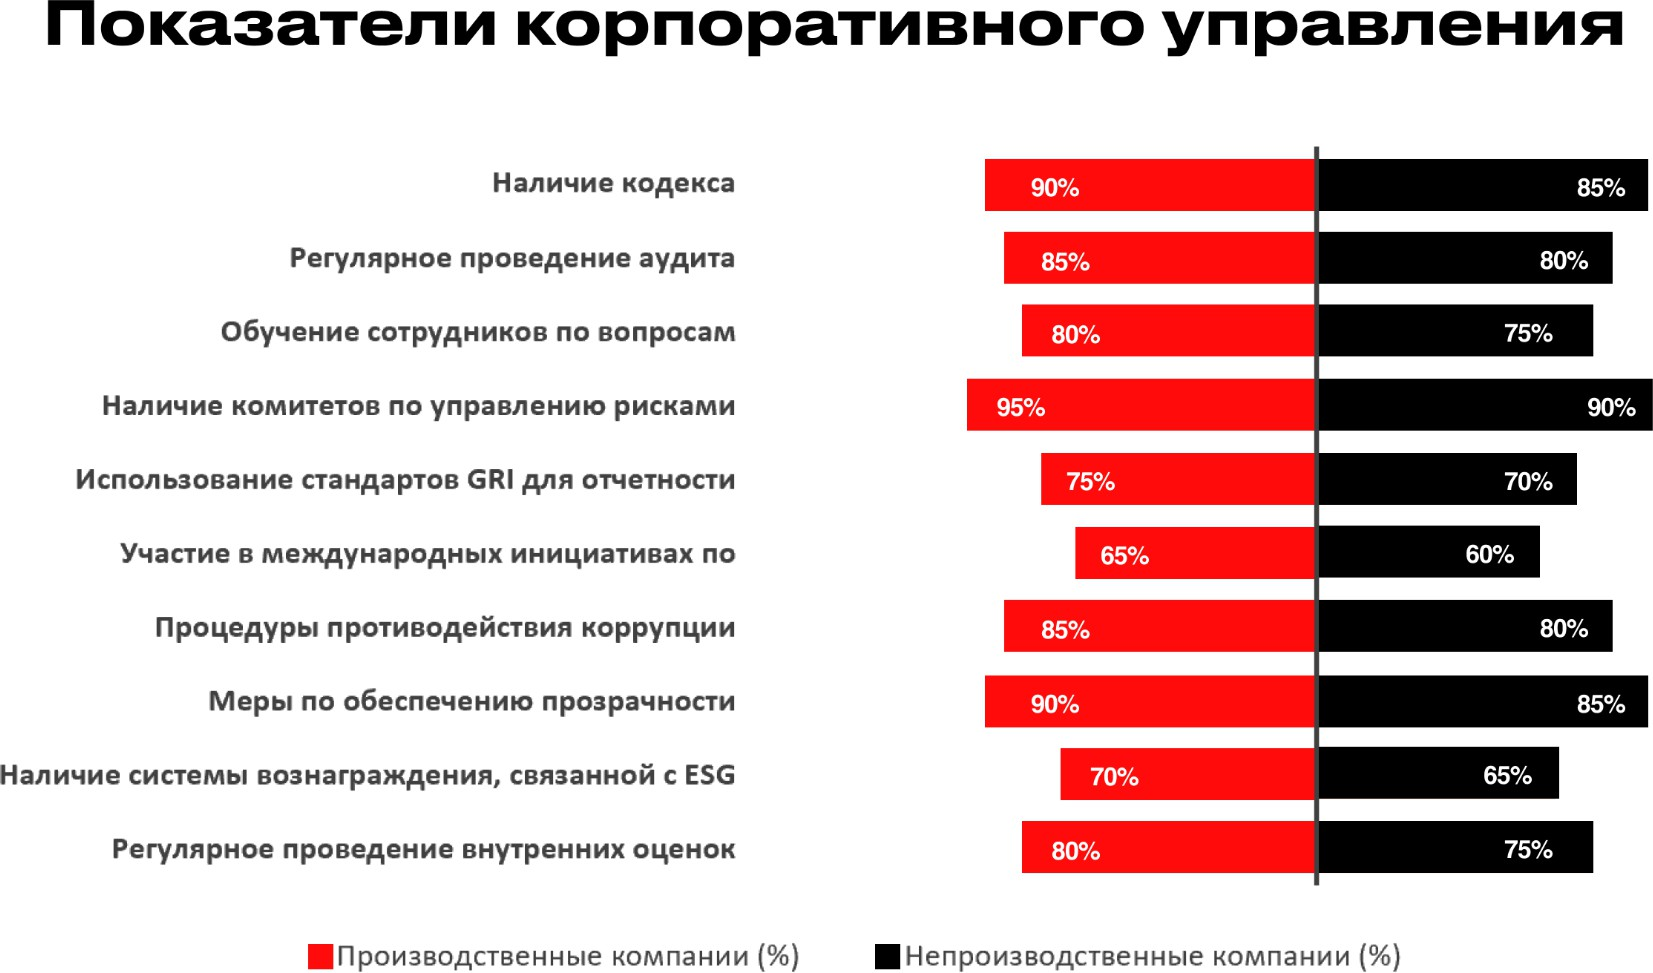 Показатели корпоративного управления
Наличие кодекса 90% 85%
Регулярное проведение аудита 85% 80%
Обучение сотрудников по вопросам 80% 75%
Наличие комитетов по управлению рисками 95% 90%
Использование стандартов GRI для отчетности 75% 70%
Участие в международных инициативах по 65% 60%
Процедуры противодействия коррупции 85% 80%
Меры по обеспечению прозрачности 90% 85%
Наличие системы вознаграждения, связанной с ESG 70% 65%
Регулярное проведение внутренних оценок 80% 75%
Производственные компании (%) Непроизводственные компании (%)